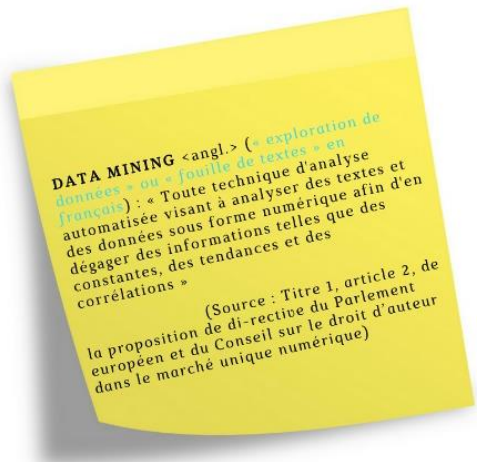 DATA MINING <angl.> (« exploration de
données » ou « fouille de textes » en
français) : « Toute technique d'analyse
automatisée visant à analyser des textes et
des données sous forme numérique afin d'en
dégager des informations telles que des
constantes, des tendances et des
corrélations »
(Source : Titre 1, article 2, de
la proposition de di-rective du Parlement
européen et du Conseil sur le droit d'auteur
dans le marché unique numérique)